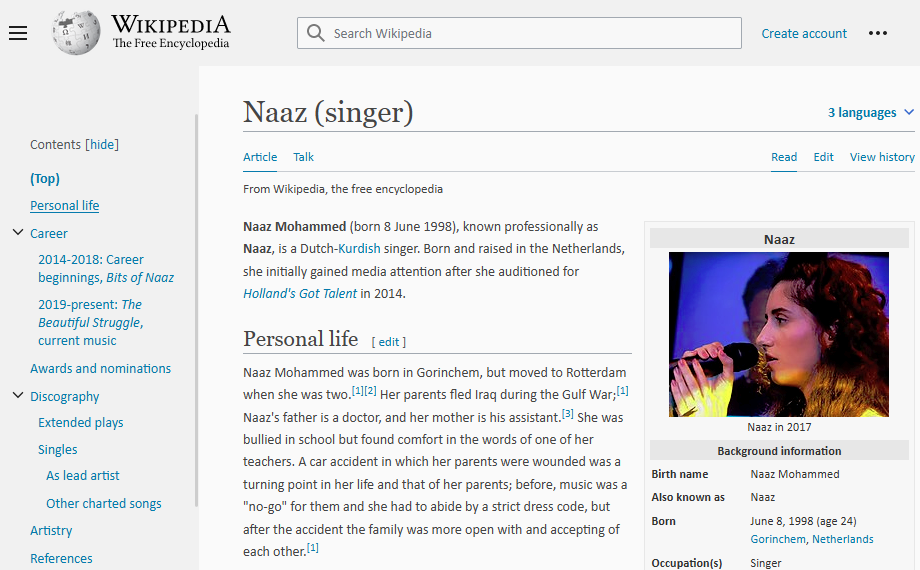 WIKIPEDIA
The Free Encyclopedia
Search Wikipedia
Create account
Contents [hide]
(Top)
Personal life
Career
2014-2018: Career
beginnings, Bits of Naaz
2019-present: The
Beautiful Struggle,
current music
Awards and nominations
Discography
Extended plays
Singles
As lead artist
Other charted songs
Artistry
References
Naaz (singer)
3 languages
Article Talk
Read Edit View history
From Wikipedia, the free encyclopedia
Naaz Mohammed (born 8 June 1998), known professionally as
Naaz, is a Dutch-Kurdish singer. Born and raised in the Netherlands,
she initially gained media attention after she auditioned for
Holland's Got Talent in 2014.
Personal life [ edit ]
Naaz Mohammed was born in Gorinchem, but moved to Rotterdam
when she was two.[1][2] Her parents fled Iraq during the Gulf War;[1]
Naaz's father is a doctor, and her mother is his assistant.[3] She was
bullied in school but found comfort in the words of one of her
teachers. A car accident in which her parents were wounded was a
turning point in her life and that of her parents; before, music was a
"no-go" for them and she had to abide by a strict dress code, but
after the accident the family was more open with and accepting of
each other.[1]
Naaz
Naaz in 2017
Background information
Birth name Naaz Mohammed
Also known as Naaz
Born June 8, 1998 (age 24)
Gorinchem, Netherlands
Occupation(s) Singer